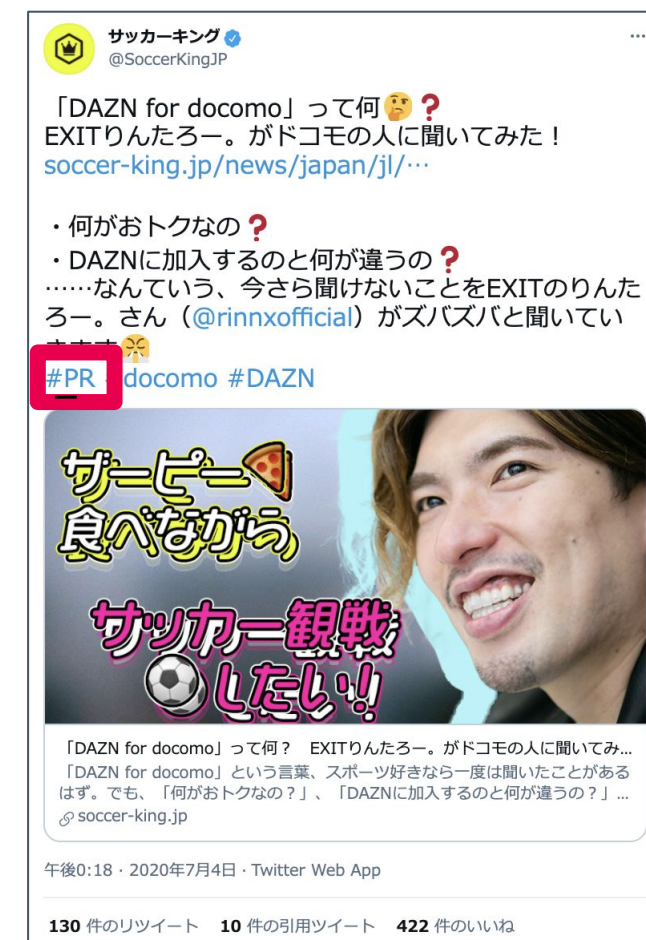 サッカーキング
@SoccerKingJP
「DAZN for docomo」って何🤔❓
EXITりんたろー。がドコモの人に聞いてみた！
soccer-king.jp/news/japan/jl/…
・何がおトクなの❓
・DAZNに加入するのと何が違うの❓
……なんていう、今さら聞けないことをEXITのりんた
ろー。さん（@rinnxofficial）がズバズバと聞いてい
#PR docomo #DAZN
ザーピー🍕
食べながら
サッカー観戦
⚽したい!!
「DAZN for docomo」って何？　EXITりんたろー。がドコモの人に聞いてみ...
「DAZN for docomo」という言葉、スポーツ好きなら一度は聞いたことがある
はず。でも、「何がおトクなの？」、「DAZNに加入するのと何が違うの？」...
soccer-king.jp
午後0:18 · 2020年7月4日 · Twitter Web App
130 件のリツイート 10 件の引用ツイート 422 件のいいね